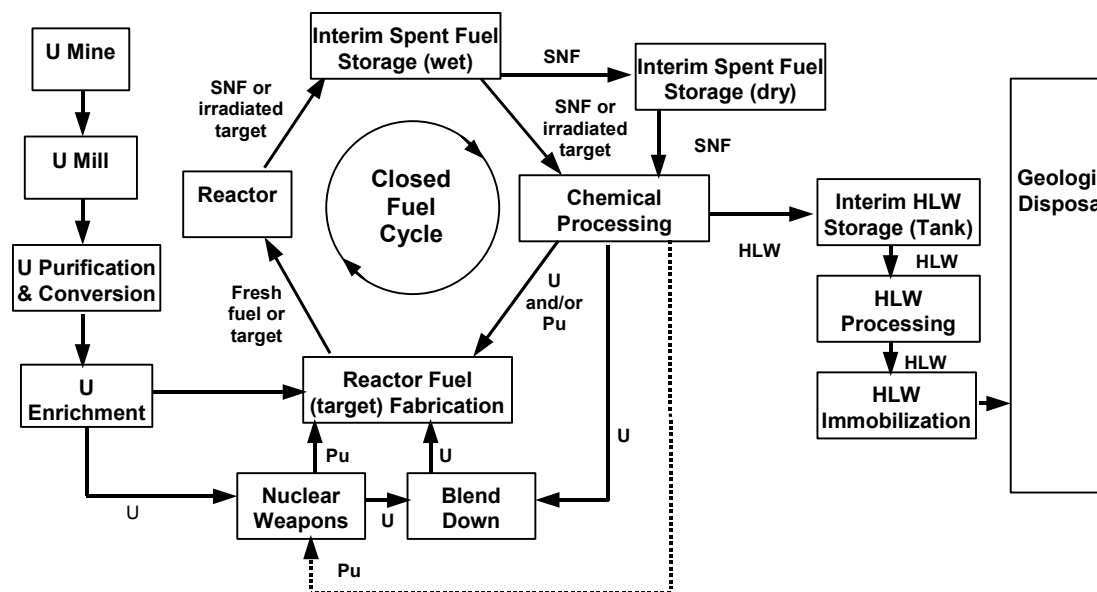 U Mine
U Mill
U Purification
& Conversion
U
Enrichment
U
Interim Spent Fuel
Storage (wet)
SNF
Interim Spent Fuel
Storage (dry)
SNF or
irradiated
target
SNF or
irradiated
target
SNF
Reactor
Closed
Fuel
Cycle
Chemical
Processing
Fresh
fuel or
target
U
and/or
Pu
Reactor Fuel
(target) Fabrication
Pu
U
U
Nuclear
Weapons
U
Blend
Down
Pu
HLW
Interim HLW
Storage (Tank)
HLW
HLW
Processing
HLW
HLW
Immobilization
Geologi
Disposa